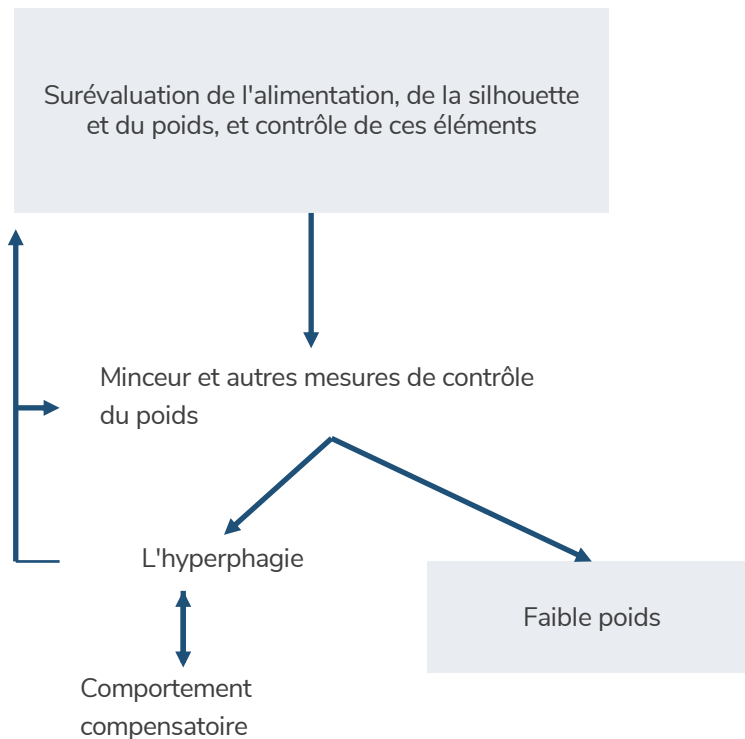 Surévaluation de l'alimentation, de la silhouette
et du poids, et contrôle de ces éléments
Minceur et autres mesures de contrôle
du poids
L'hyperphagie
Faible poids
Comportement
compensatoire